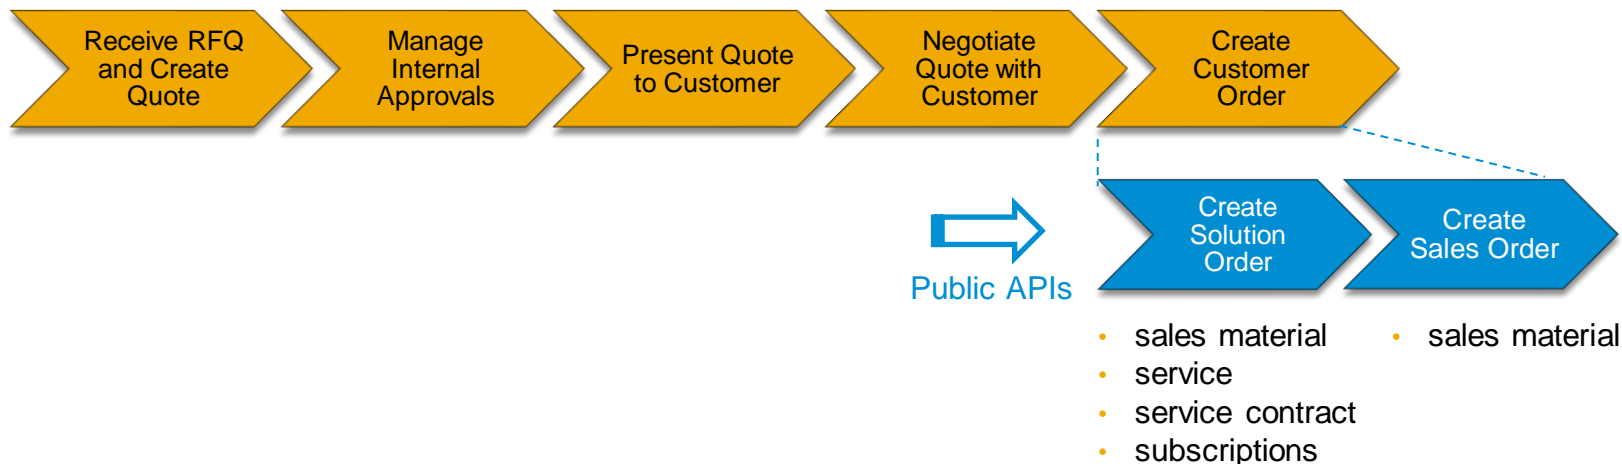 Receive RFQ
and Create
Quote
Manage
Internal
Approvals
Present Quote
to Customer
Negotiate
Quote with
Customer
Create
Customer
Order
Public APIs
Create
Solution
Order
Create
Sales Order
• sales material
• service
• service contract
• subscriptions
• sales material